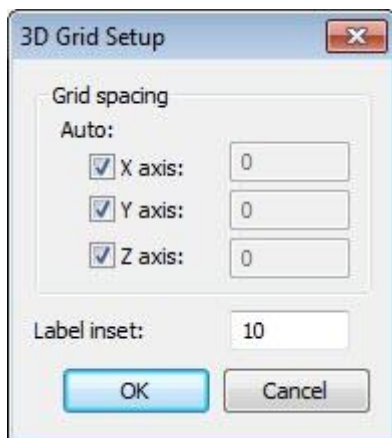 3D Grid Setup
Grid spacing
Auto:
X axis: 0
Y axis: 0
Z axis: 0
Label inset: 10
OK Cancel